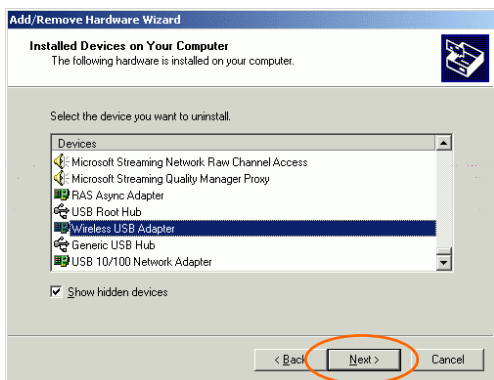 Add/Remove Hardware Wizard
Installed Devices on Your Computer
The following hardware is installed on your computer.
Select the device you want to uninstall.
Devices
Microsoft Streaming Network Raw Channel Access
Microsoft Streaming Quality Manager Proxy
RAS Async Adapter
USB Root Hub
Wireless USB Adapter
Generic USB Hub
USB 10/100 Network Adapter
Show hidden devices
< Back Next > Cancel